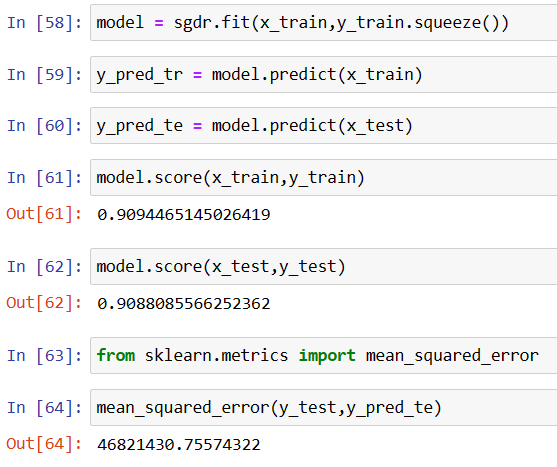 In [58]: model = sgdr.fit(x_train,y_train.squeeze())
In [59]: y_pred_tr = model.predict(x_train)
In [60]: y_pred_te = model.predict(x_test)
In [61]: model.score(x_train,y_train)
Out[61]: 0.9094465145026419
In [62]: model.score(x_test,y_test)
Out[62]: 0.9088085566252362
In [63]: from sklearn.metrics import mean_squared_error
In [64]: mean_squared_error(y_test,y_pred_te)
Out[64]: 46821430.75574322